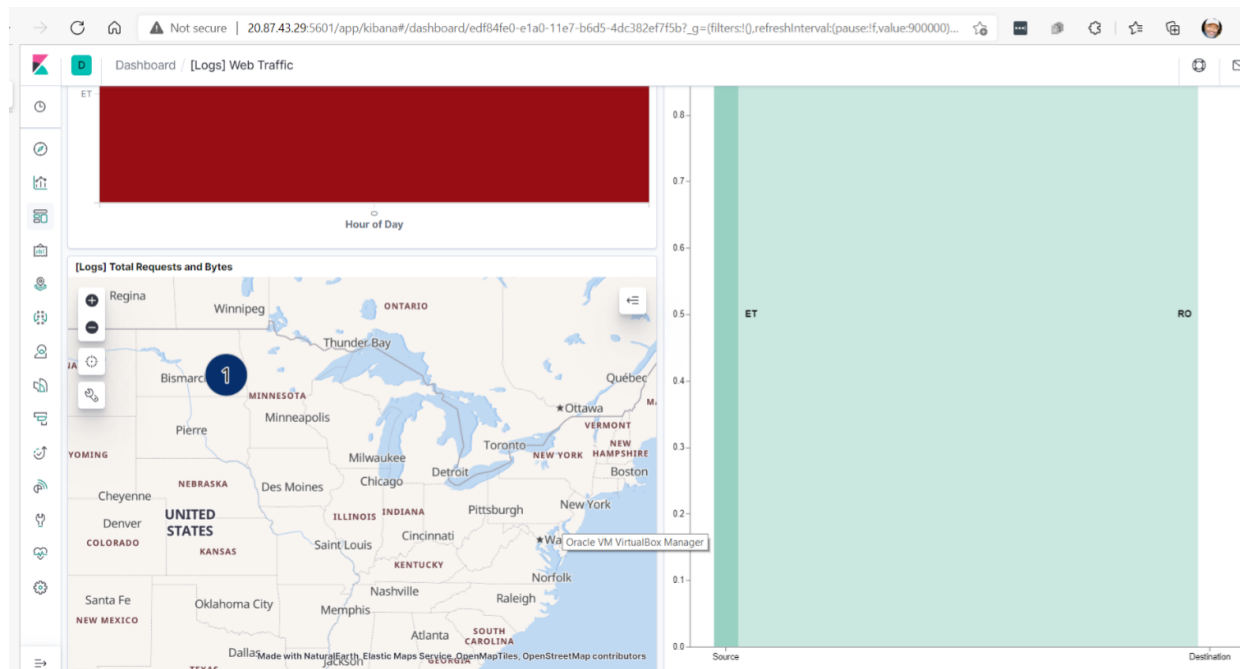 Not secure
20.87.43.29:5601/app/kibana#/dashboard/edf84fe0-e1a0-11e7-b6d5-4dc382ef7f5b?_g=(filters:!(),refreshInterval:(pause:!f,value:900000)...
D
Dashboard / [Logs] Web Traffic
ET
Hour of Day
[Logs] Total Requests and Bytes
Regina
Winnipeg
ONTARIO
Thunder Bay
Bismarc
1
Québec
MINNESOTA
Ottawa
Minneapolis
VERMONT
Pierre
Toronto
NEW YORK
NEW HAMPSHIRE
YOMING
Milwaukee
Detroit
Boston
NEBRASKA
Des Moines
Chicago
Cheyenne
New York
UNITED STATES
ILLINOIS
INDIANA
Pittsburgh
Denver
COLORADO
KANSAS
Saint Louis
Cincinnati
Wa
Oracle VM VirtualBox Manager
KENTUCKY
Norfolk
Santa Fe
NEW MEXICO
Oklahoma City
Nashville
Memphis
Raleigh
Atlanta
SOUTH CAROLINA
Dallas
Made with NaturalEarth, Elastic Maps Service, OpenMapTiles, OpenStreetMap contributors
TEXAS
Jackson
GEORGIA
0.8
0.7
0.6
0.5
ET
RO
0.4
0.3
0.2
0.1
0.0
Source
Destination